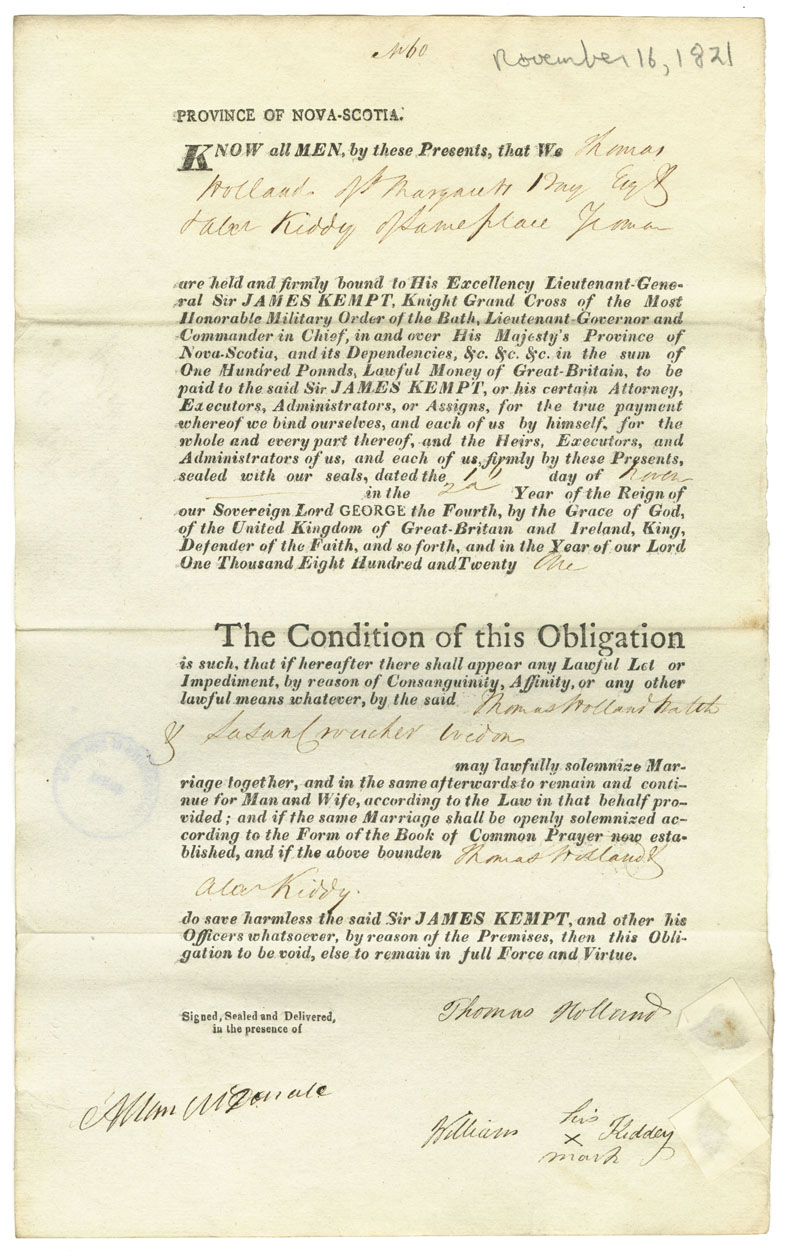 No 60
November 16, 1821
PROVINCE OF NOVA-SCOTIA.
KNOW all MEN, by these Presents, that We Thomas
Holland of St Margarets Bay Esq &
Kiddy of Same place Yeoman
are held and firmly bound to His Excellency Lieutenant-Gene-
ral Sir JAMES KEMPT, Knight Grand Cross of the Most
Honorable Military Order of the Bath, Lieutenant-Governor and
Commander in Chief, in and over His Majesty's Province of
Nova-Scotia, and its Dependencies, &c. &c. &c. in the sum of
One Hundred Ponnds, Lawful Money of Great-Britain, to be
paid to the said Sir JAMES KEMPT, or his certain Attorney,
Executors, Administrators, or Assigns, for the true payment
whereof we bind ourselves, and each of us by himself, for the
whole and every part thereof, and the Heirs, Executors, and
Administrators of us, and each of us, firmly by these Presents,
sealed with our seals, dated the day of Novem
in the 2d Year of the Reign of
our Sovereign Lord GEORGE the Fourth, by the Grace of God,
of the United Kingdom of Great-Britain and Ireland, King,
Defender of the Faith, and so forth, and in the Year of our Lord
One Thousand Eight Hundred and Twenty One
The Condition of this Obligation
is such, that if hereafter there shall appear any Lawful Let or
Impediment, by reason of Consanguinity, Affinity, or any other
lawful means whatever, by the said Thomas Holland
& Susan Croucher Widow
may lawfully solemnize Mar-
riage together, and in the same afterwards to remain and conti-
nue for Man and Wife, according to the Law in that behalf pro-
vided; and if the same Marriage shall be openly solemnized ac-
cording to the Form of the Book of Common Prayer now esta-
blished, and if the above bounden Thomas Holland &
Kiddy.
do save harmless the said Sir JAMES KEMPT, and other his
Officers whatsoever, by reason of the Premises, then this Obli-
gation to be void, else to remain in full Force and Virtue.
Signed, Sealed and Delivered,
in the presence of
Thomas Holland
Allan McDonald
his
William x Kiddey
mark